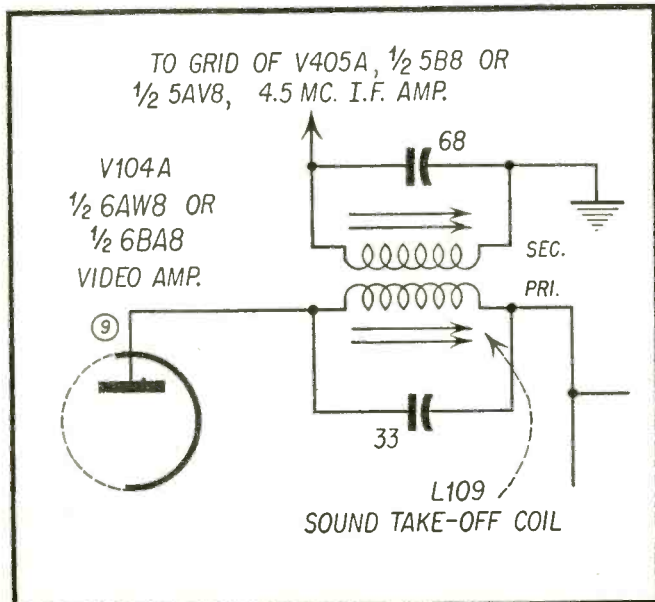 TO GRID OF V405A, ½ 5B8 OR
½ 5AV8, 4.5 MC. I.F. AMP.
68
V104A
½ 6AW8 OR
½ 6BA8
VIDEO AMP.
SEC.
PRI.
9
33
L109
SOUND TAKE-OFF COIL